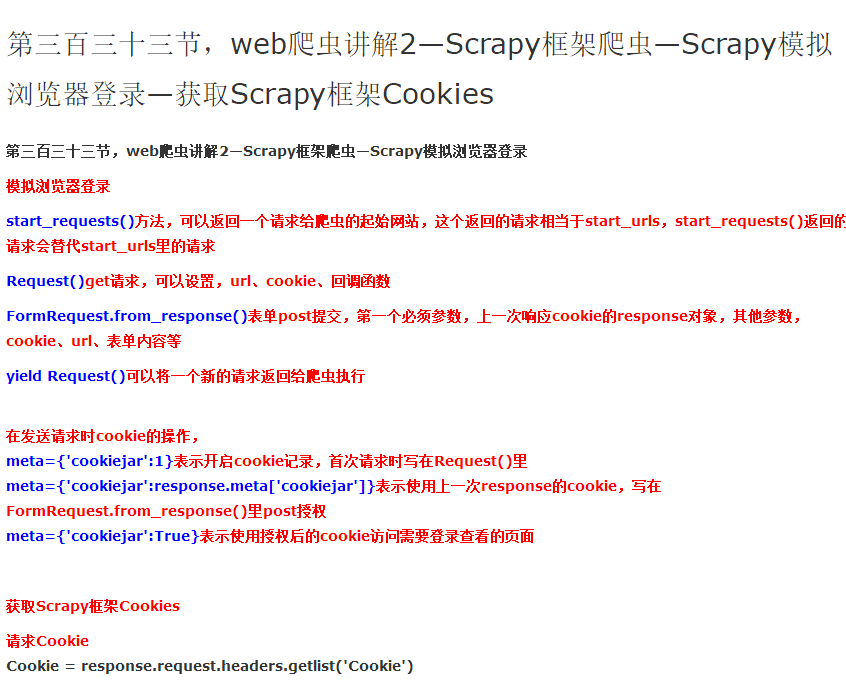 第三百三十三节，web爬虫讲解2—Scrapy框架爬虫—Scrapy模拟
浏览器登录—获取Scrapy框架Cookies
第三百三十三节，web爬虫讲解2—Scrapy框架爬虫—Scrapy模拟浏览器登录
模拟浏览器登录
start_requests()方法，可以返回一个请求给爬虫的起始网站，这个返回的请求相当于start_urls，start_requests()返回的
请求会替代start_urls里的请求
Request()get请求，可以设置，url、cookie、回调函数
FormRequest.from_response()表单post提交，第一个必须参数，上一次响应cookie的response对象，其他参数，
cookie、url、表单内容等
yield Request()可以将一个新的请求返回给爬虫执行
在发送请求时cookie的操作，
meta={'cookiejar':1}表示开启cookie记录，首次请求时写在Request()里
meta={'cookiejar':response.meta['cookiejar']}表示使用上一次response的cookie，写在
FormRequest.from_response()里post授权
meta={'cookiejar':True}表示使用授权后的cookie访问需要登录查看的页面
获取Scrapy框架Cookies
请求Cookie
Cookie = response.request.headers.getlist('Cookie')